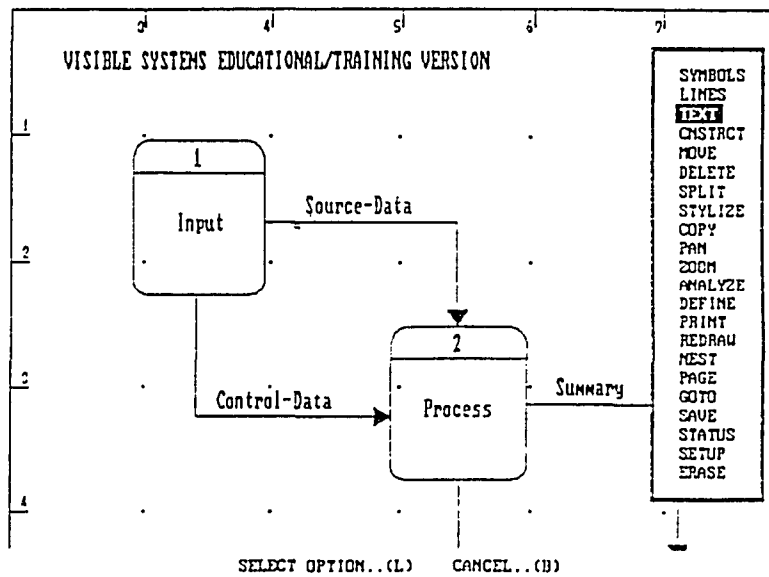 2 4 5 6 7
VISIBLE SYSTEMS EDUCATIONAL/TRAINING VERSION
SYMBOLS
LINES
TEXT
CNSTRCT
MOVE
DELETE
SPLIT
STYLIZE
COPY
PAN
ZOOM
ANALYZE
DEFINE
PRINT
REDRAW
NEST
PAGE
GOTO
SAVE
STATUS
SETUP
ERASE
1
1
Input
Source-Data
2
2
Process
3
Control-Data
Summary
4
SELECT OPTION..(L) CANCEL..(B)